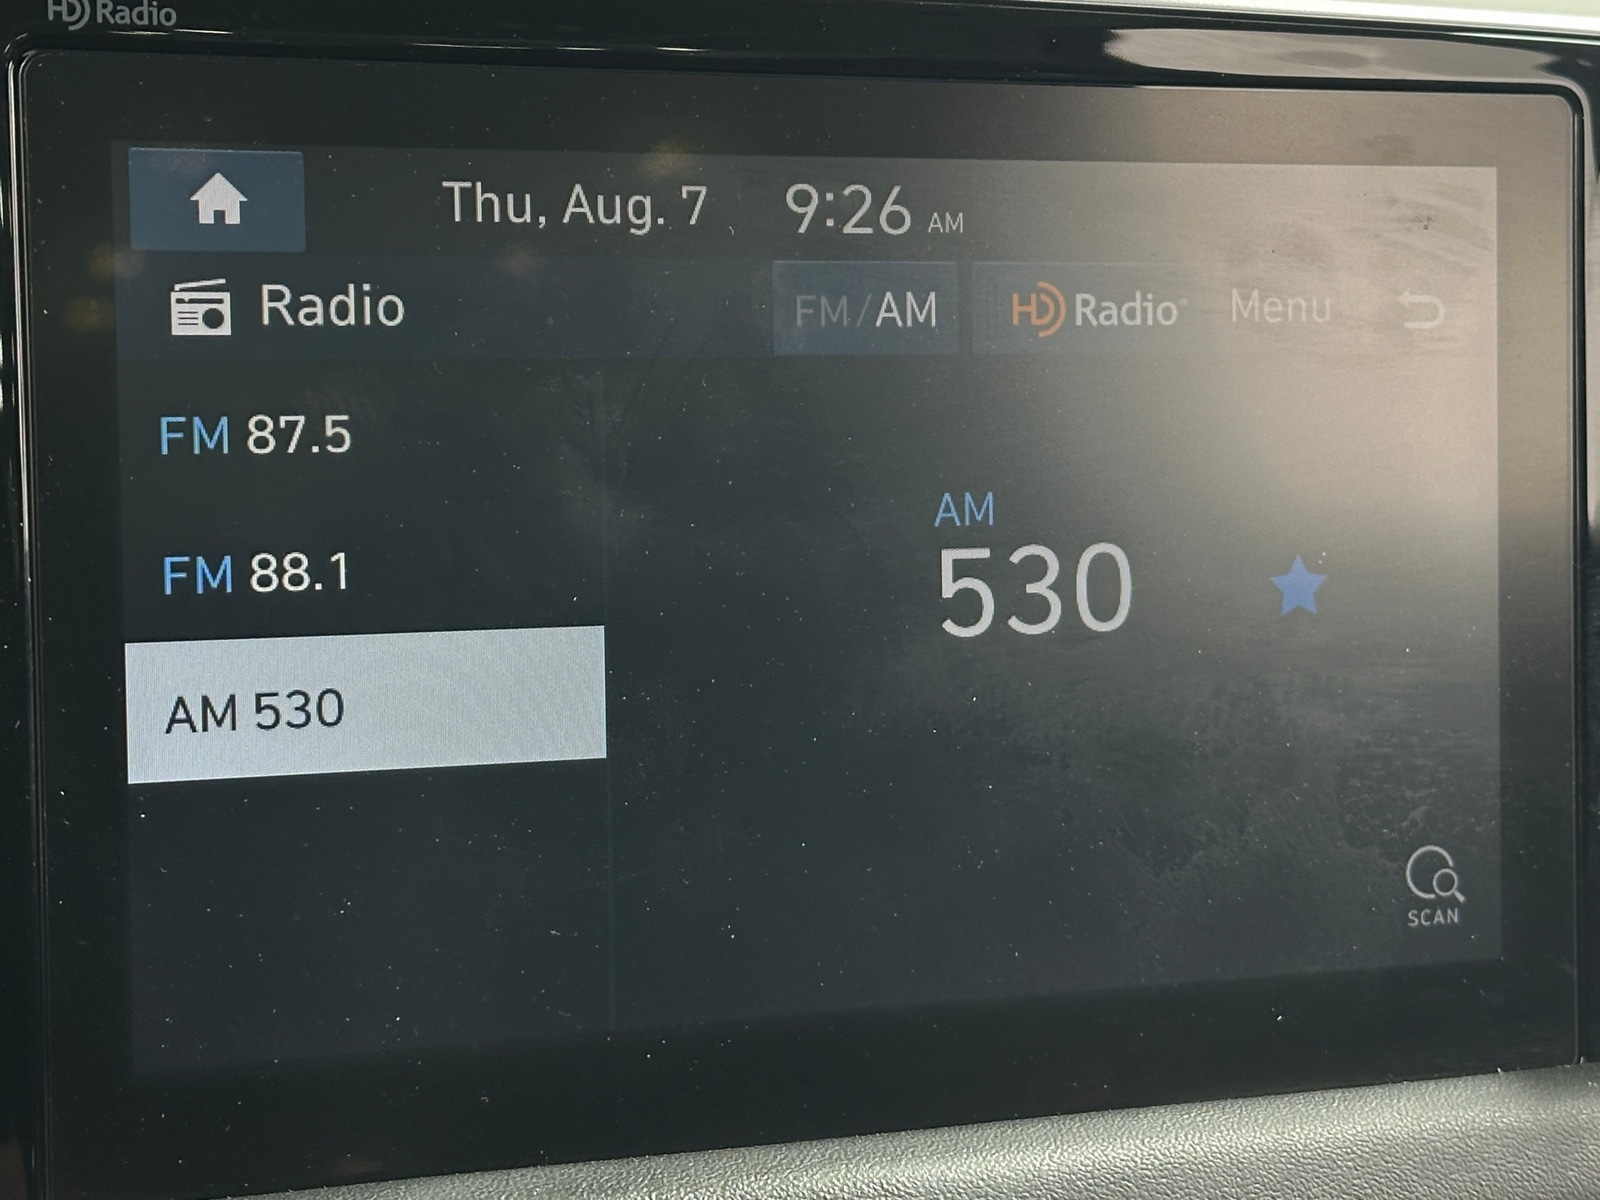 HD Radio
Thu, Aug. 7 9:26 AM
Radio FM/AM HD Radio Menu
FM 87.5
FM 88.1
AM 530
AM
530
SCAN